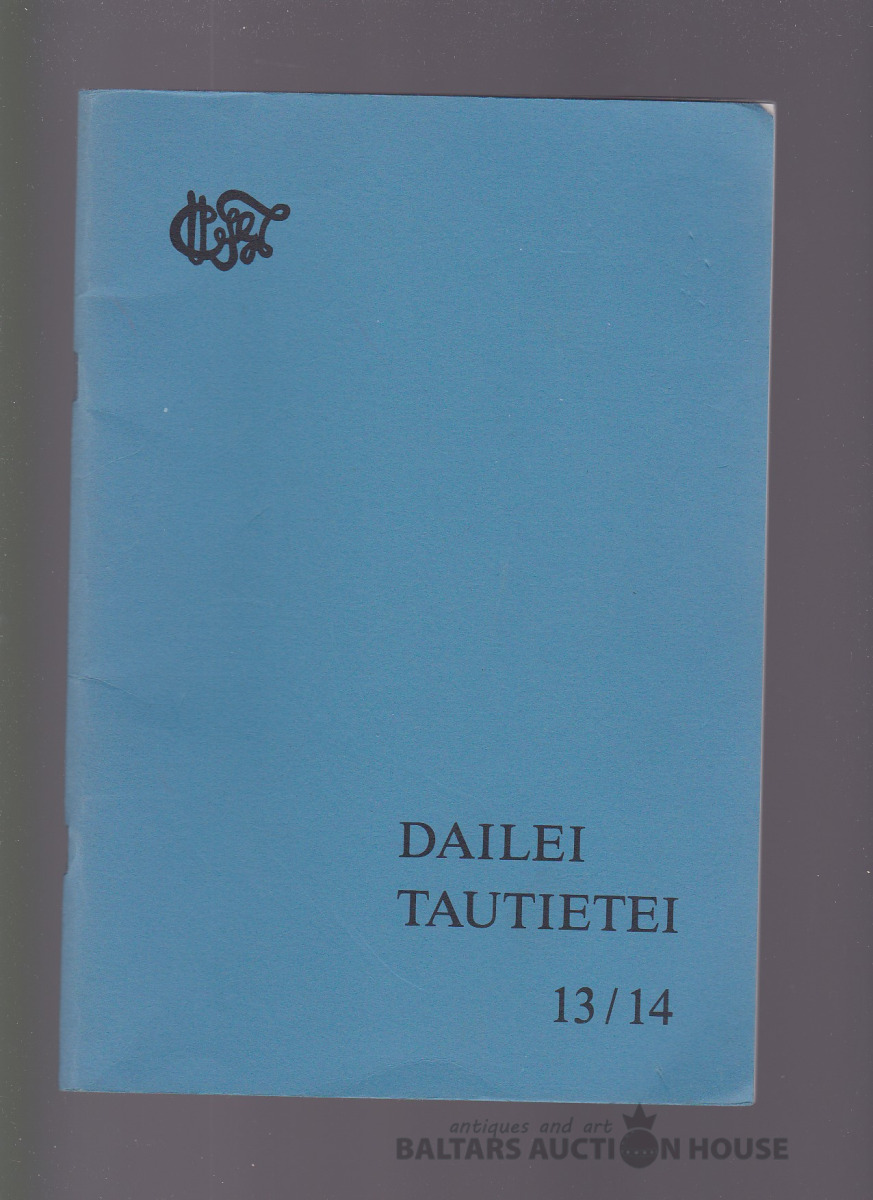 DAILEI
TAUTIETEI
13/14
antiques and art
BALTARS AUCTION HOUSE